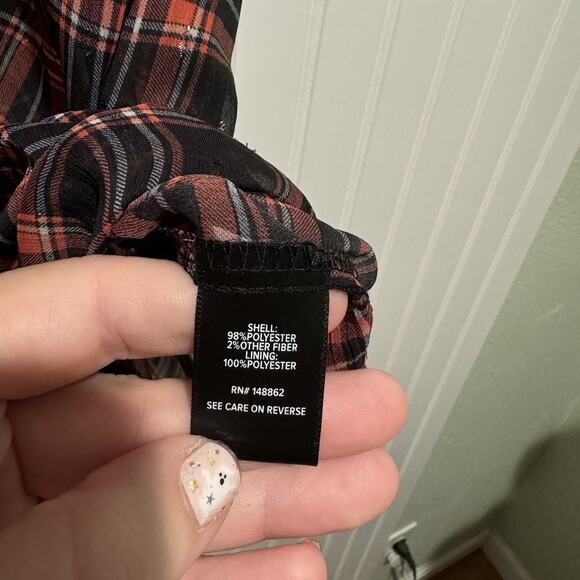 SHELL:
98%POLYESTER
2%OTHER FIBER
LINING:
100%POLYESTER
RN# 148862
SEE CARE ON REVERSE